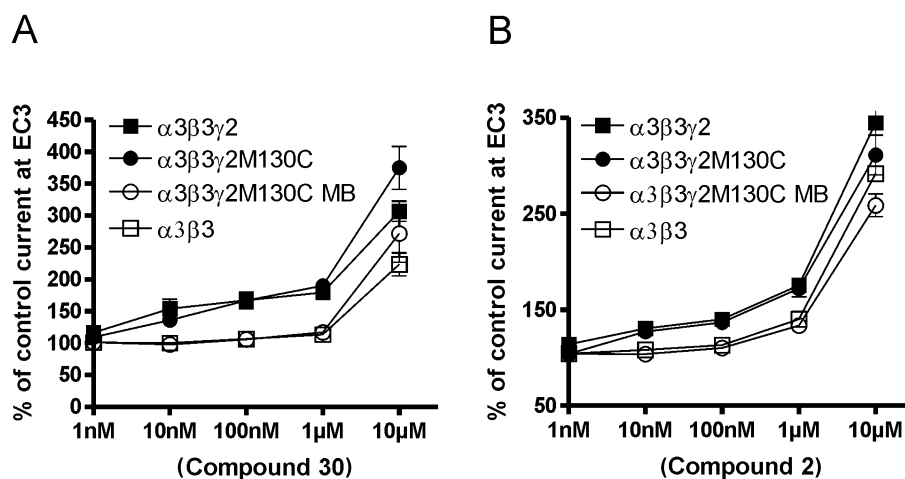 A
% of control current at EC3
450
400
350
300
250
200
150
100
50
0
α3β3γ2
α3β3γ2M130C
α3β3γ2M130C MB
α3β3
1nM 10nM 100nM 1µM 10µM
(Compound 30)
B
% of control current at EC3
350
250
150
50
α3β3γ2
α3β3γ2M130C
α3β3γ2M130C MB
α3β3
1nM 10nM 100nM 1µM 10µM
(Compound 2)